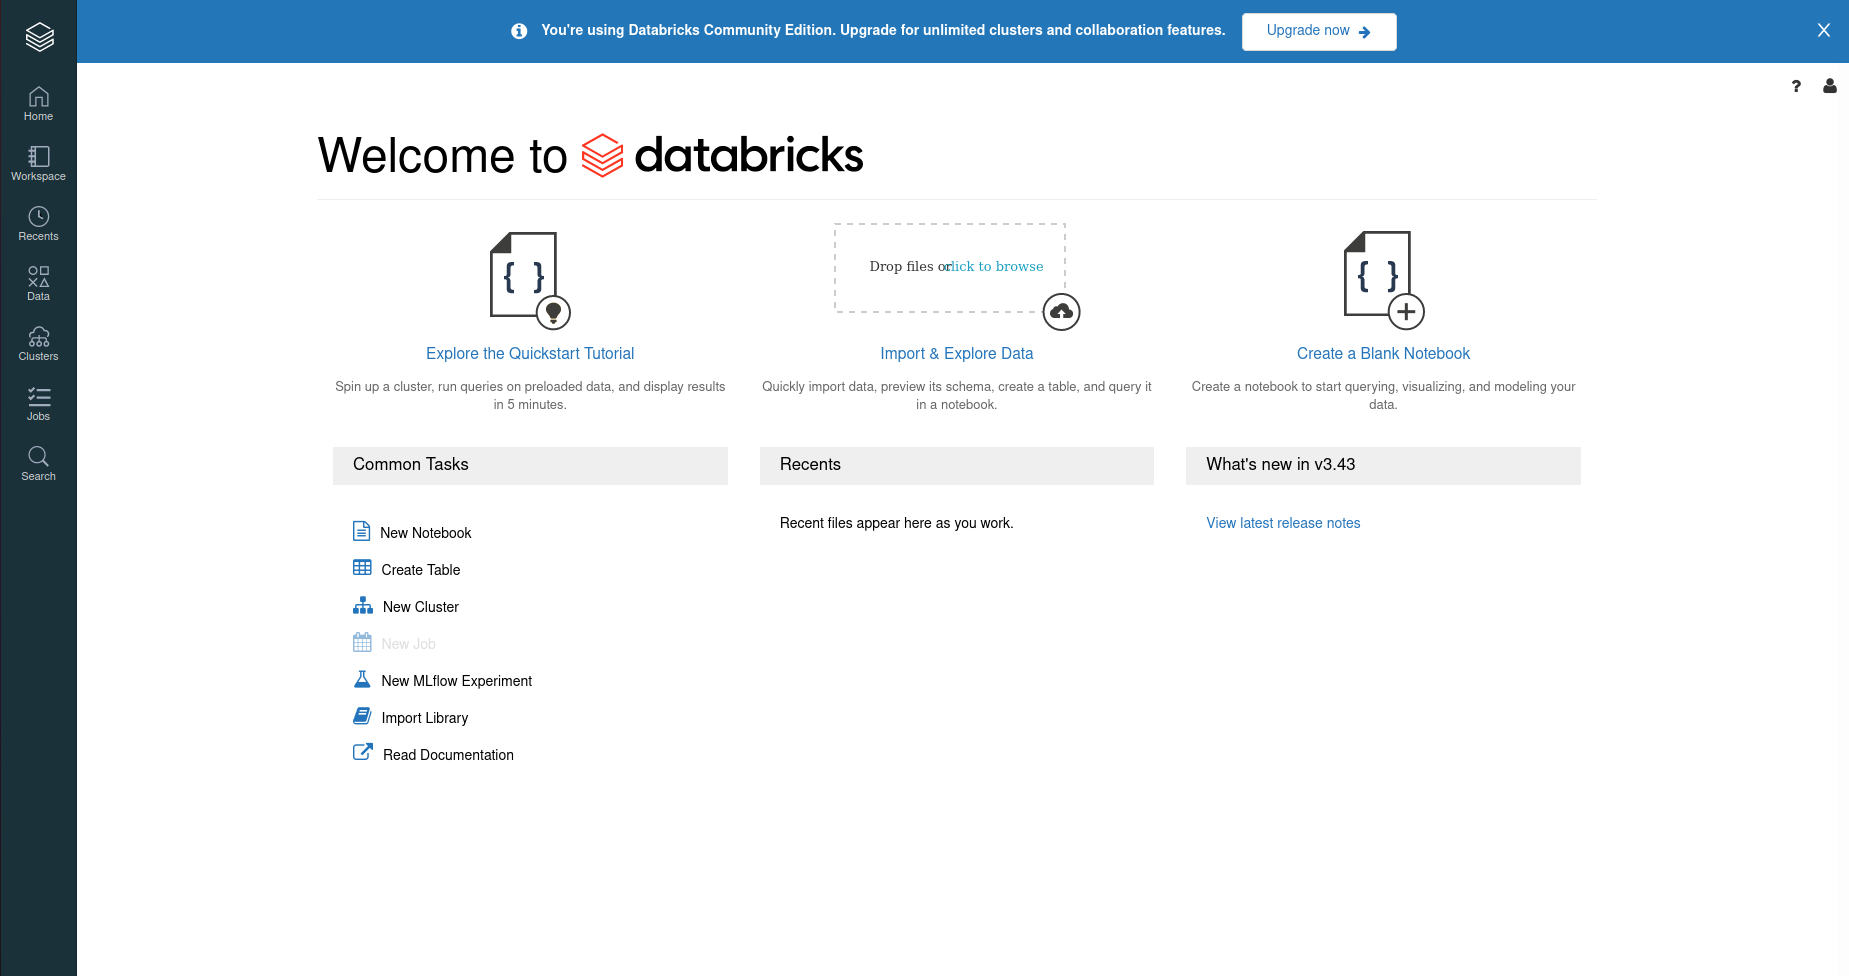 You're using Databricks Community Edition. Upgrade for unlimited clusters and collaboration features.
Upgrade now
Home
Workspace
Recents
Data
Clusters
Jobs
Search
?
Welcome to databricks
{ }
Drop files or click to browse
{ }
Explore the Quickstart Tutorial
Spin up a cluster, run queries on preloaded data, and display results
in 5 minutes.
Import & Explore Data
Quickly import data, preview its schema, create a table, and query it
in a notebook.
Create a Blank Notebook
Create a notebook to start querying, visualizing, and modeling your
data.
Common Tasks
New Notebook
Create Table
New Cluster
New Job
New MLflow Experiment
Import Library
Read Documentation
Recents
Recent files appear here as you work.
What's new in v3.43
View latest release notes